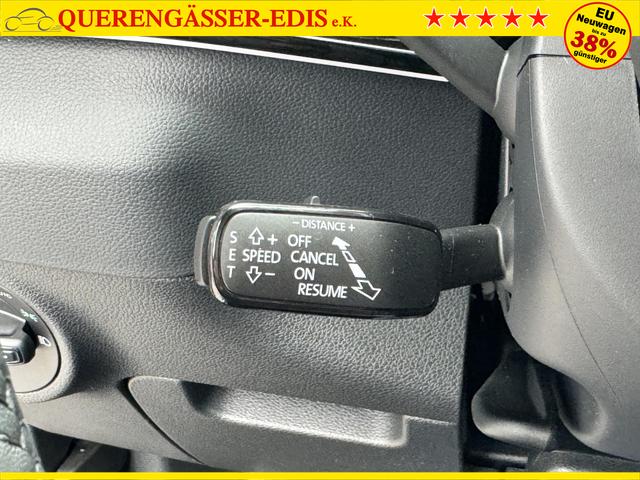 QUERENGÄSSER-EDIS e.K.
EU
Neuwagen
bis zu
38%
günstiger
− DISTANCE +
S + OFF
E SPEED CANCEL
T − ON
RESUME